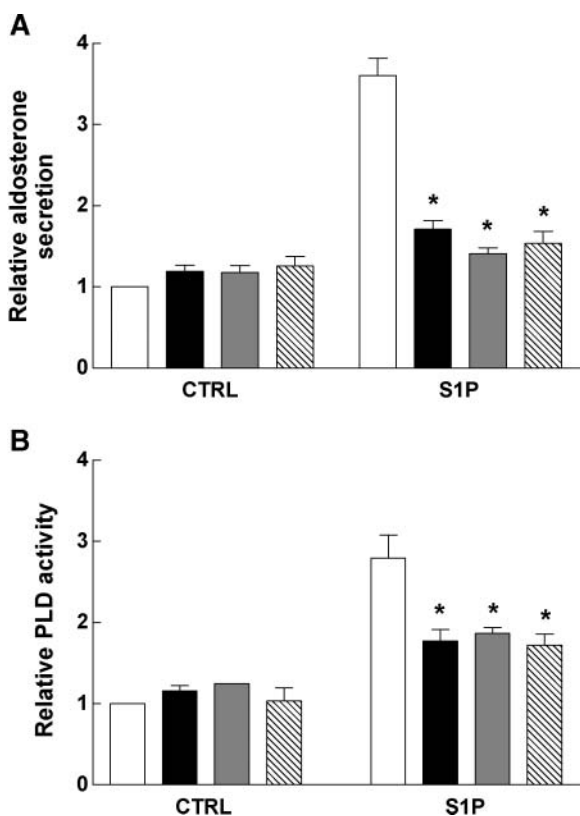 A
Relative aldosterone
secretion
4
3
2
1
0
* * *
CTRL S1P
B
Relative PLD activity
4
3
2
1
0
* * *
CTRL S1P